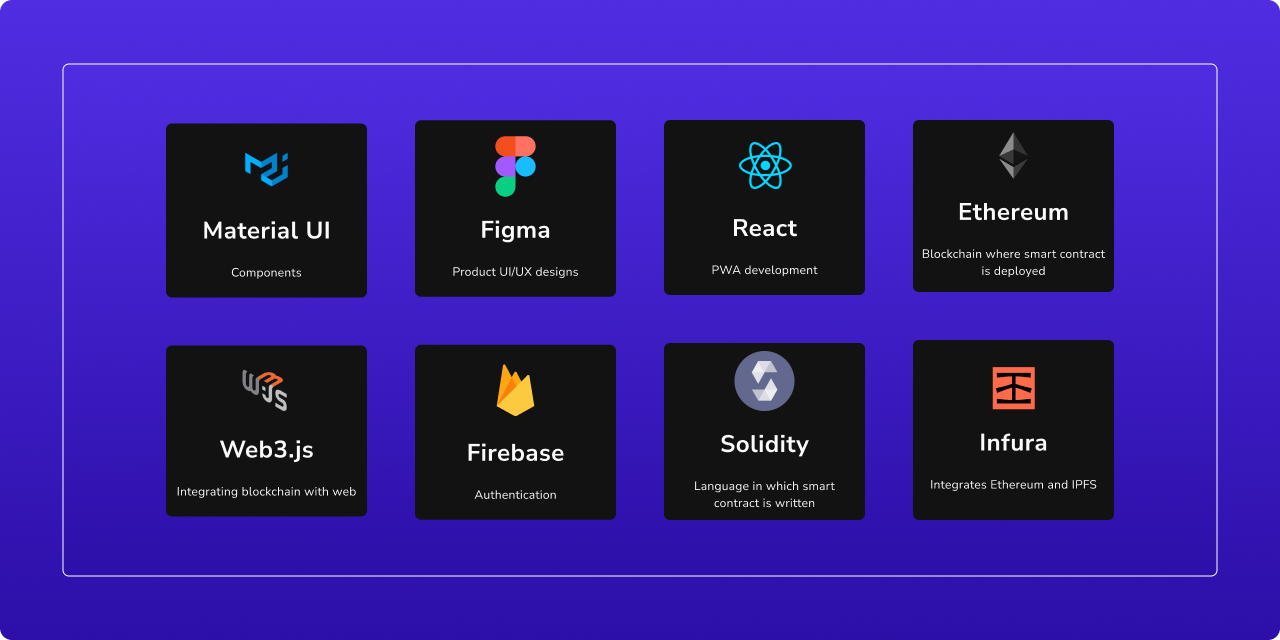 Material UI
Components
Figma
Product UI/UX designs
React
PWA development
Ethereum
Blockchain where smart contract
is deployed
Web3.js
Integrating blockchain with web
Firebase
Authentication
Solidity
Language in which smart
contract is written
Infura
Integrates Ethereum and IPFS